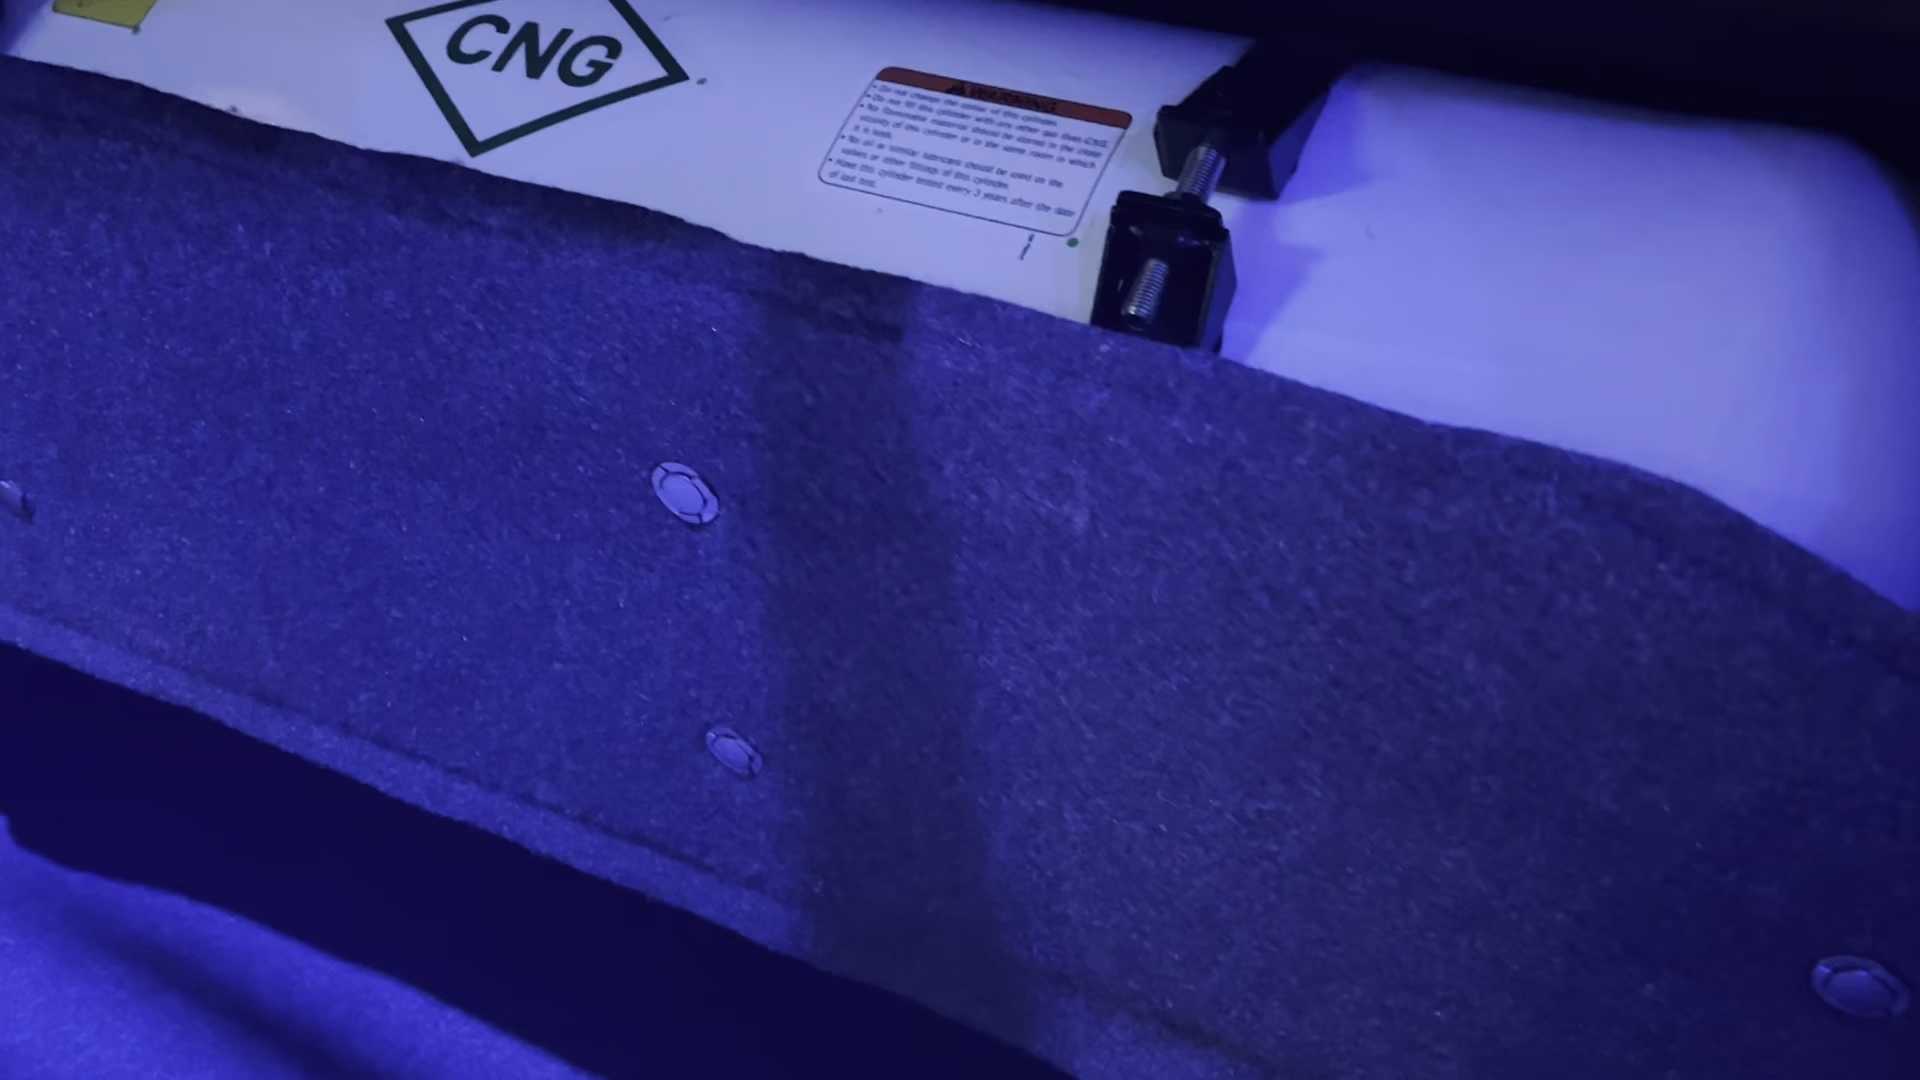 CNG
WARNING
• Do not change the colour of this cylinder.
• Do not fill this cylinder with any other gas than CNG.
• No flammable material should be stored in the close
vicinity of this cylinder or in the same room in which
it is kept.
• No oil or similar lubricant should be used on the
valves or other fittings of this cylinder.
• Have this cylinder tested every 3 years after the date
of last test.